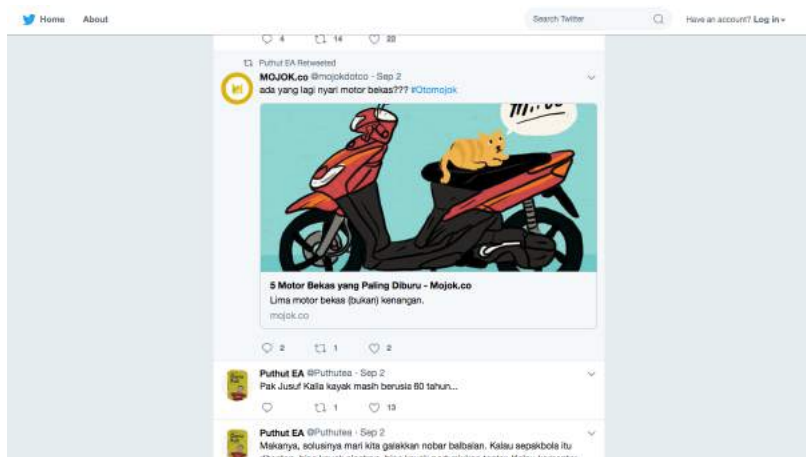 Home About Search Twitter Have an account? Log in
4 14 22
Puthut EA Retweeted
MOJOK.co @mojokdotco · Sep 2
ada yang lagi nyari motor bekas??? #Otomojok
5 Motor Bekas yang Paling Diburu - Mojok.co
Lima motor bekas (bukan) kenangan.
mojok.co
2 1 2
Puthut EA @Puthutea · Sep 2
Pak Jusuf Kalla kayak masih berusia 60 tahun...
1 13
Puthut EA @Puthutea · Sep 2
Makanya, solusinya mari kita galakkan nobar balbalan. Kalau sepakbola itu